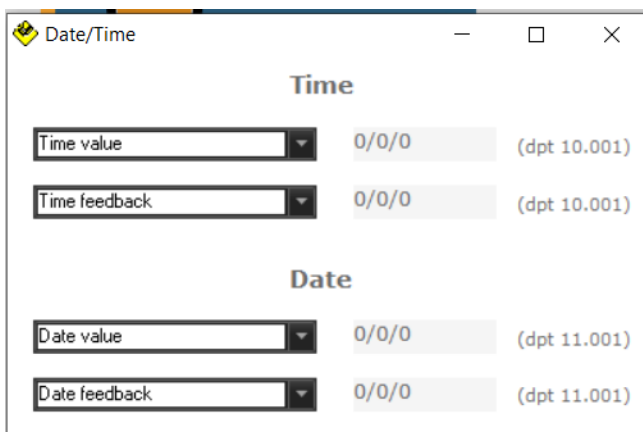 Date/Time
Time
Time value 0/0/0 (dpt 10.001)
Time feedback 0/0/0 (dpt 10.001)
Date
Date value 0/0/0 (dpt 11.001)
Date feedback 0/0/0 (dpt 11.001)